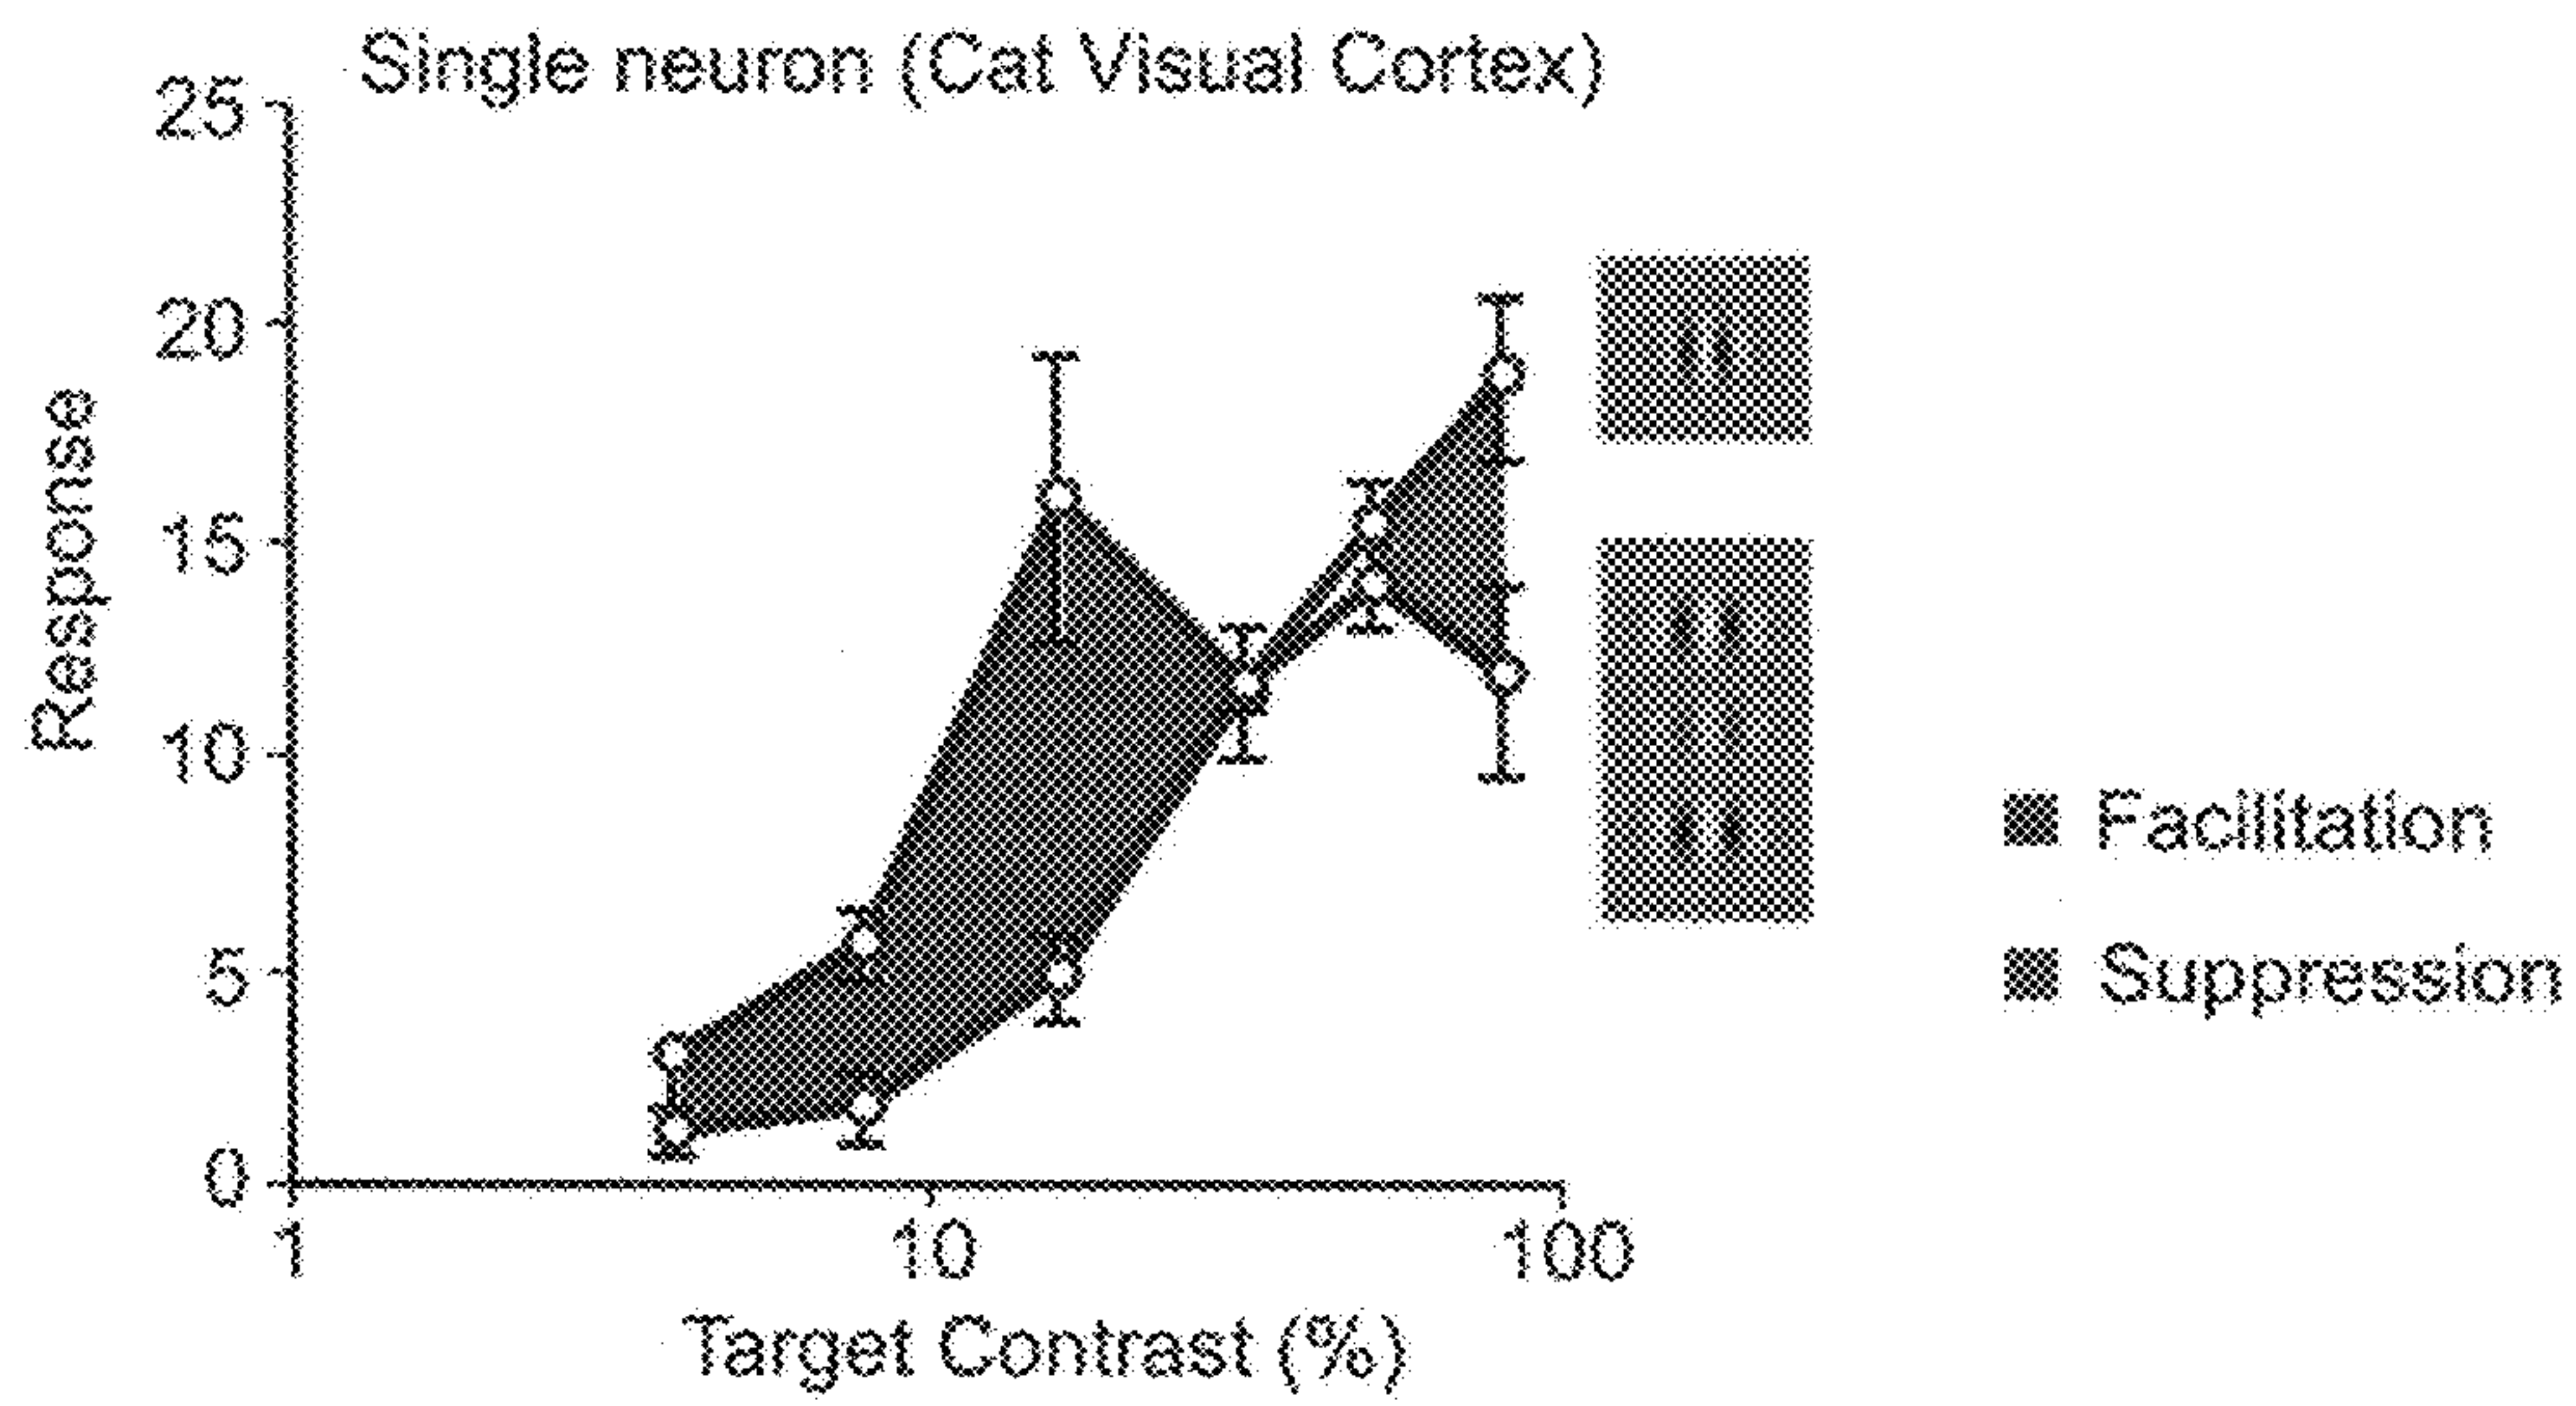 Single neuron (Cat Visual Cortex)
25
20
15
10
5
0
Response
1
10
100
Target Contrast (%)
Facilitation
Suppression